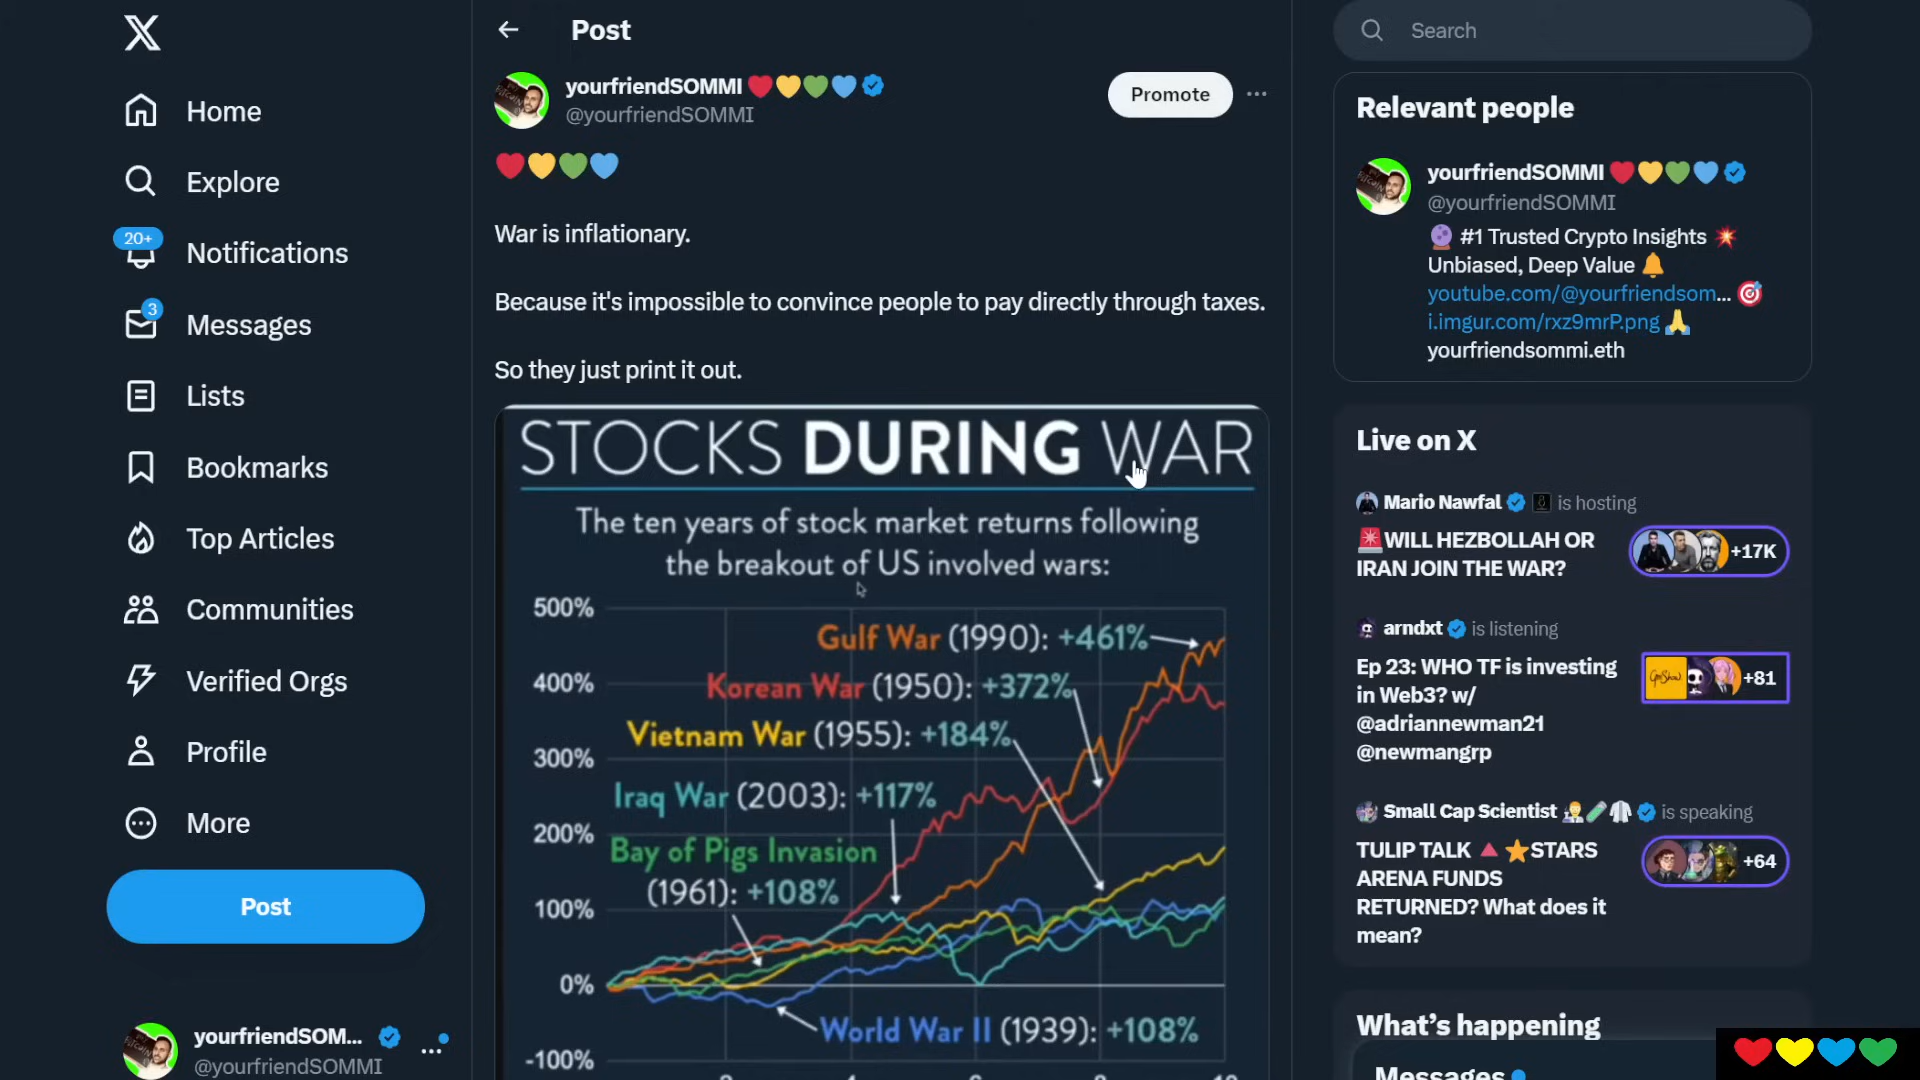 Home
Explore
20+
Notifications
3
Messages
Lists
Bookmarks
Top Articles
Communities
Verified Orgs
Profile
More
Post
yourfriendSOM...
@yourfriendSOMMI
Post
yourfriendSOMMI
@yourfriendSOMMI
Promote
War is inflationary.
Because it's impossible to convince people to pay directly through taxes.
So they just print it out.
STOCKS DURING WAR
The ten years of stock market returns following
the breakout of US involved wars:
500%
400%
300%
200%
100%
0%
-100%
Gulf War (1990): +461%
Korean War (1950): +372%
Vietnam War (1955): +184%
Iraq War (2003): +117%
Bay of Pigs Invasion
(1961): +108%
World War II (1939): +108%
Search
Relevant people
yourfriendSOMMI
@yourfriendSOMMI
#1 Trusted Crypto Insights
Unbiased, Deep Value
youtube.com/@yourfriendsom...
i.imgur.com/rxz9mrP.png
yourfriendsommi.eth
Live on X
Mario Nawfal is hosting
WILL HEZBOLLAH OR
IRAN JOIN THE WAR?
+17K
arndxt is listening
Ep 23: WHO TF is investing
in Web3? w/
@adriannewman21
@newmangrp
+81
Small Cap Scientist is speaking
TULIP TALK 🔺⭐STARS
ARENA FUNDS
RETURNED? What does it
mean?
+64
What's happening
Messages